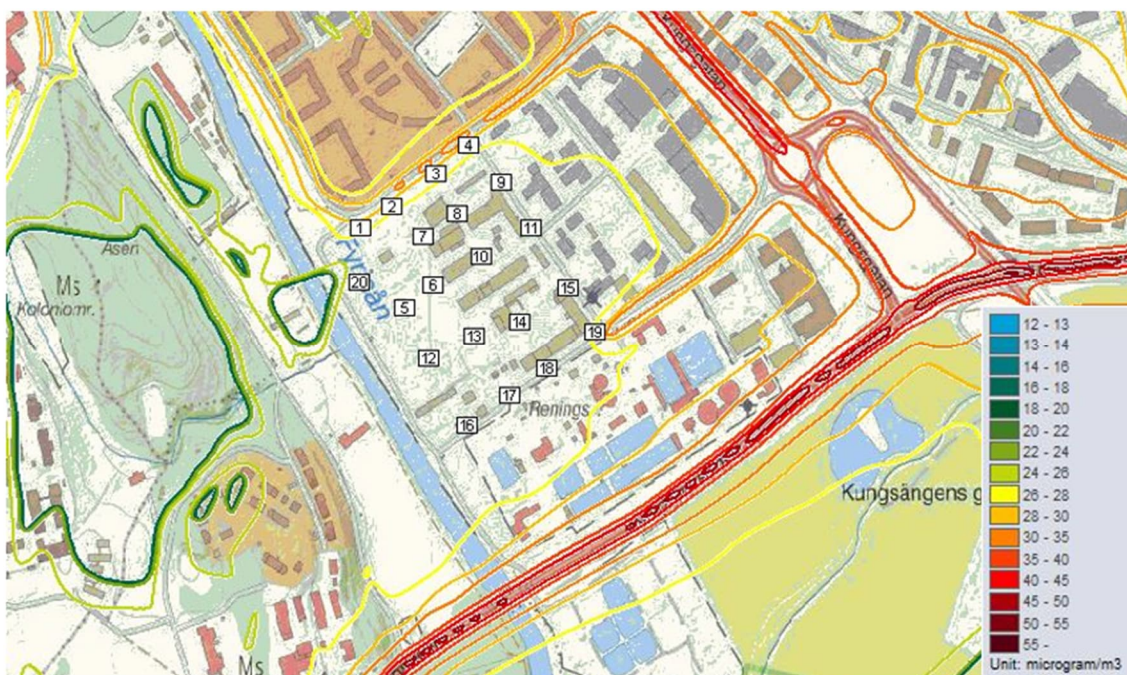 4
3
9
2
8
1
11
7
10
Åsen
Kungsgatan
Fyrisån
6
20
15
Ms
Koloniomr.
5
14
19
13
12
18
17
Renings
16
Kungsängens g
Ms
12 - 13
13 - 14
14 - 16
16 - 18
18 - 20
20 - 22
22 - 24
24 - 26
26 - 28
28 - 30
30 - 35
35 - 40
40 - 45
45 - 50
50 - 55
55 -
Unit: microgram/m3